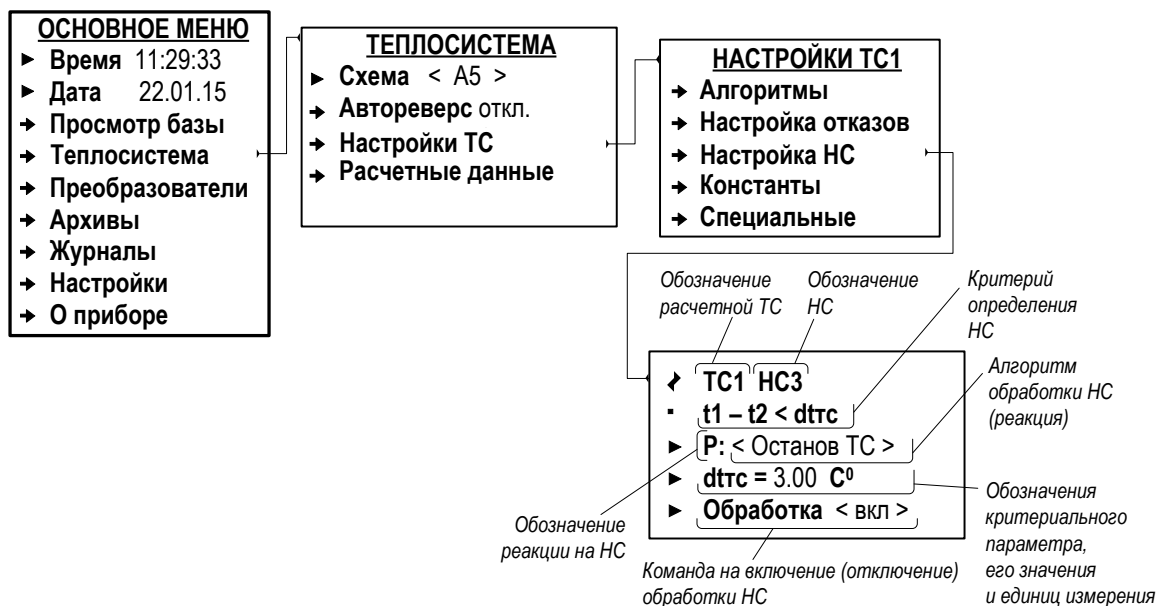 ОСНОВНОЕ МЕНЮ
Время 11:29:33
Дата 22.01.15
Просмотр базы
Теплосистема
Преобразователи
Архивы
Журналы
Настройки
О приборе
ТЕПЛОСИСТЕМА
Схема < А5 >
Автореверс откл.
Настройки ТС
Расчетные данные
НАСТРОЙКИ ТС1
Алгоритмы
Настройка отказов
Настройка НС
Константы
Специальные
Обозначение
расчетной ТС
Обозначение
НС
Критерий
определения
НС
Алгоритм
обработки НС
(реакция)
ТС1 НС3
t1 – t2 < dtтс
Р: < Останов ТС >
dtтс = 3.00 С⁰
Обработка < вкл >
Обозначение
реакции на НС
Команда на включение (отключение)
обработки НС
Обозначения
критериального
параметра,
его значения
и единиц измерения